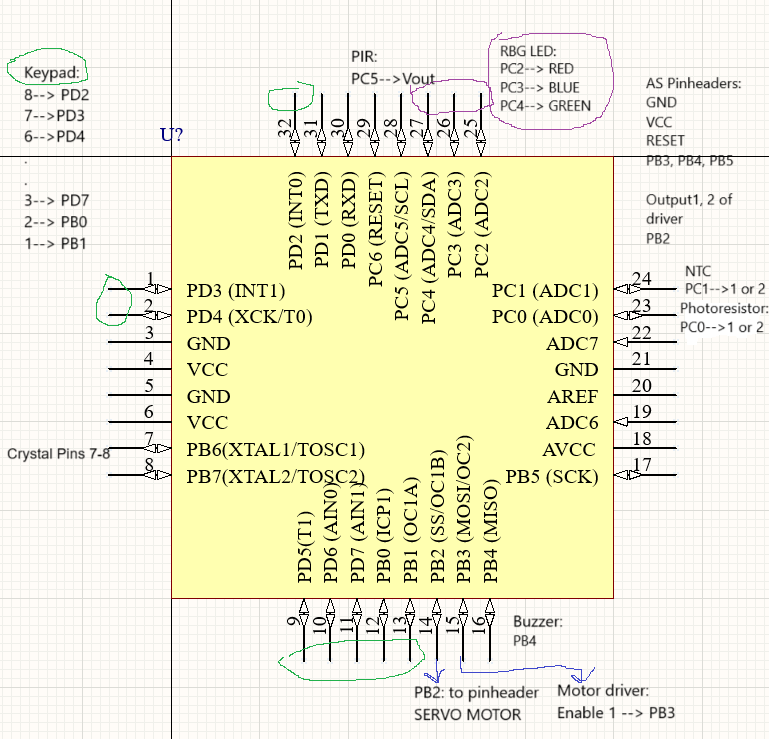 Keypad:
8--> PD2
7-->PD3
6-->PD4
.
.
3--> PD7
2--> PB0
1--> PB1
PIR:
PC5-->Vout
RBG LED:
PC2--> RED
PC3--> BLUE
PC4--> GREEN
AS Pinheaders:
GND
VCC
RESET
PB3, PB4, PB5
Output1, 2 of
driver
PB2
U?
32
31
30
29
28
27
26
25
PD2 (INT0)
PD1 (TXD)
PD0 (RXD)
PC6 (RESET)
PC5 (ADC5/SCL)
PC4 (ADC4/SDA)
PC3 (ADC3)
PC2 (ADC2)
1 PD3 (INT1)
2 PD4 (XCK/T0)
3 GND
4 VCC
5 GND
6 VCC
7 PB6(XTAL1/TOSC1)
8 PB7(XTAL2/TOSC2)
Crystal Pins 7-8
PC1 (ADC1) 24
PC0 (ADC0) 23
ADC7 22
GND 21
AREF 20
ADC6 19
AVCC 18
PB5 (SCK) 17
NTC
PC1-->1 or 2
Photoresistor:
PC0-->1 or 2
PD5(T1)
PD6 (AIN0)
PD7 (AIN1)
PB0 (ICP1)
PB1 (OC1A)
PB2 (SS/OC1B)
PB3 (MOSI/OC2)
PB4 (MISO)
9
10
11
12
13
14
15
16
Buzzer:
PB4
PB2: to pinheader
SERVO MOTOR
Motor driver:
Enable 1 --> PB3